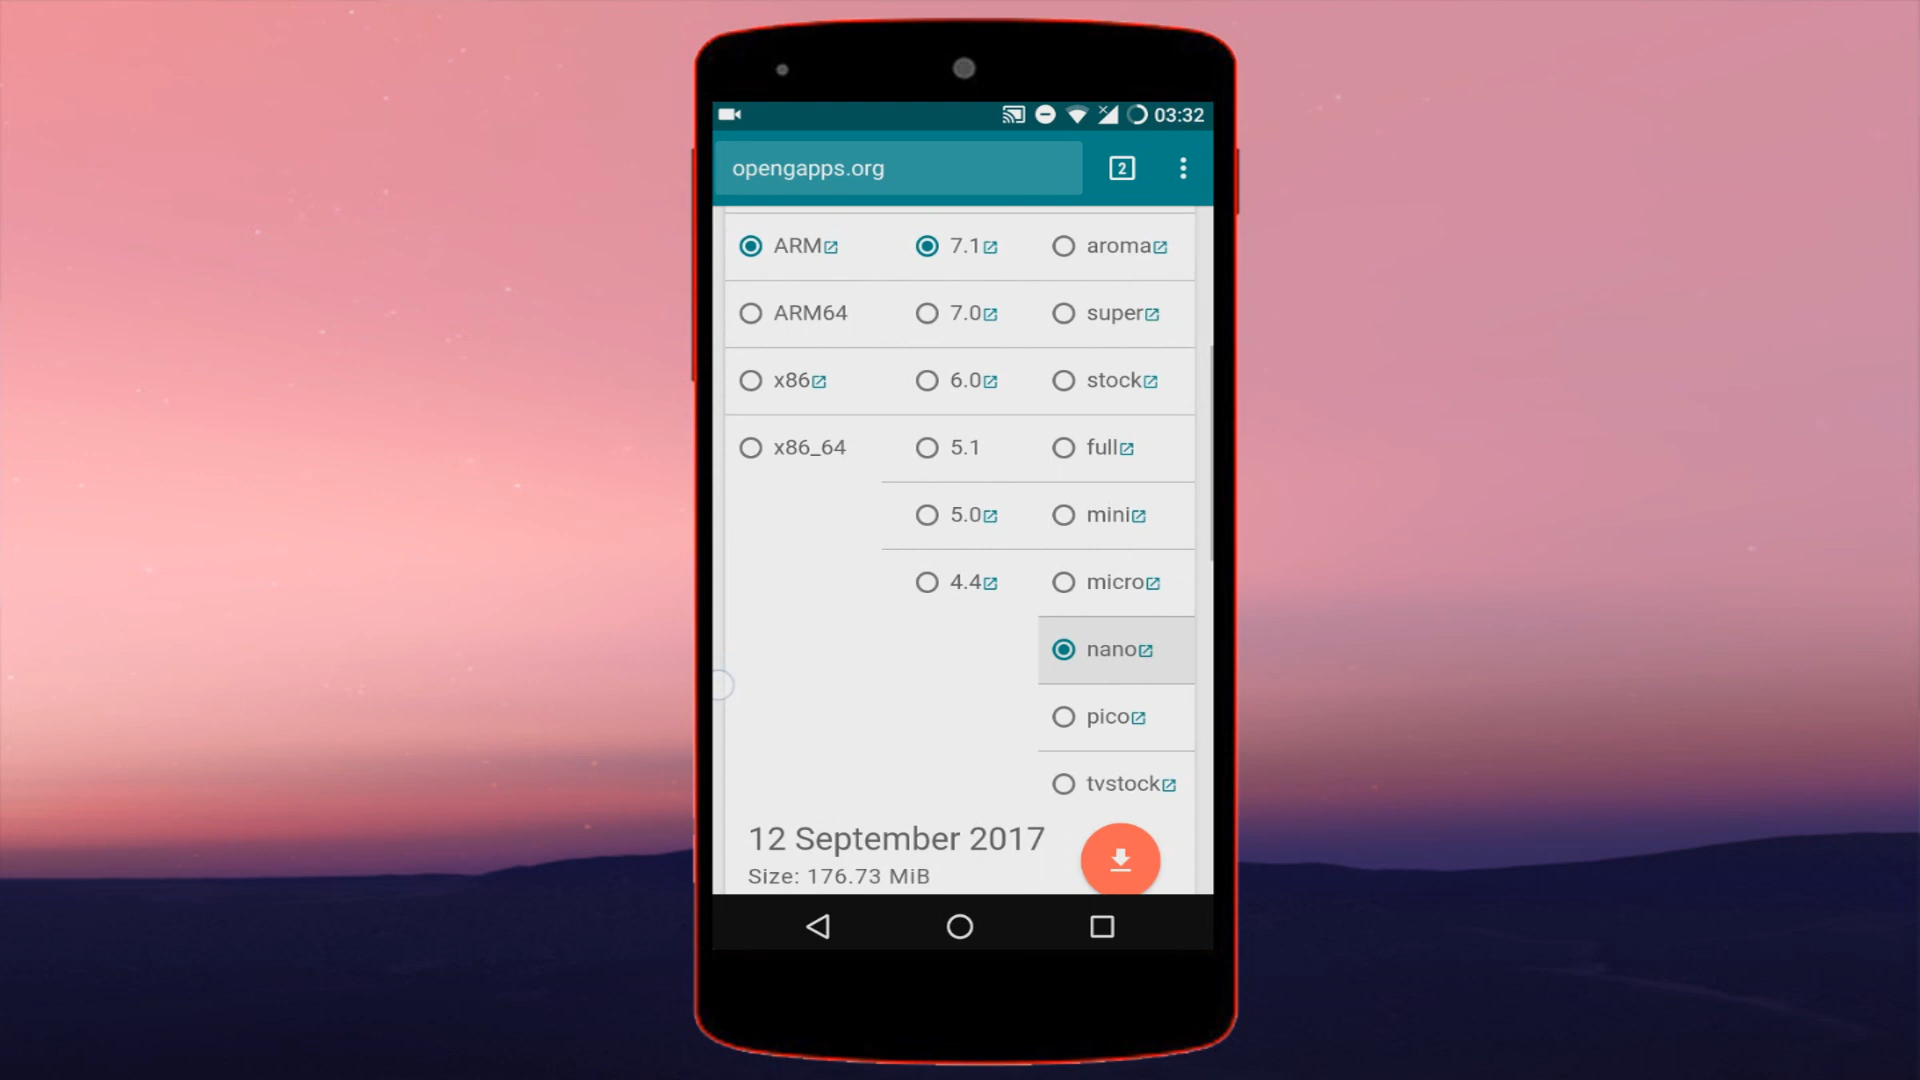 03:32
opengapps.org
2
ARM 7.1 aroma
ARM64 7.0 super
x86 6.0 stock
x86_64 5.1 full
5.0 mini
4.4 micro
nano
pico
tvstock
12 September 2017
Size: 176.73 MiB